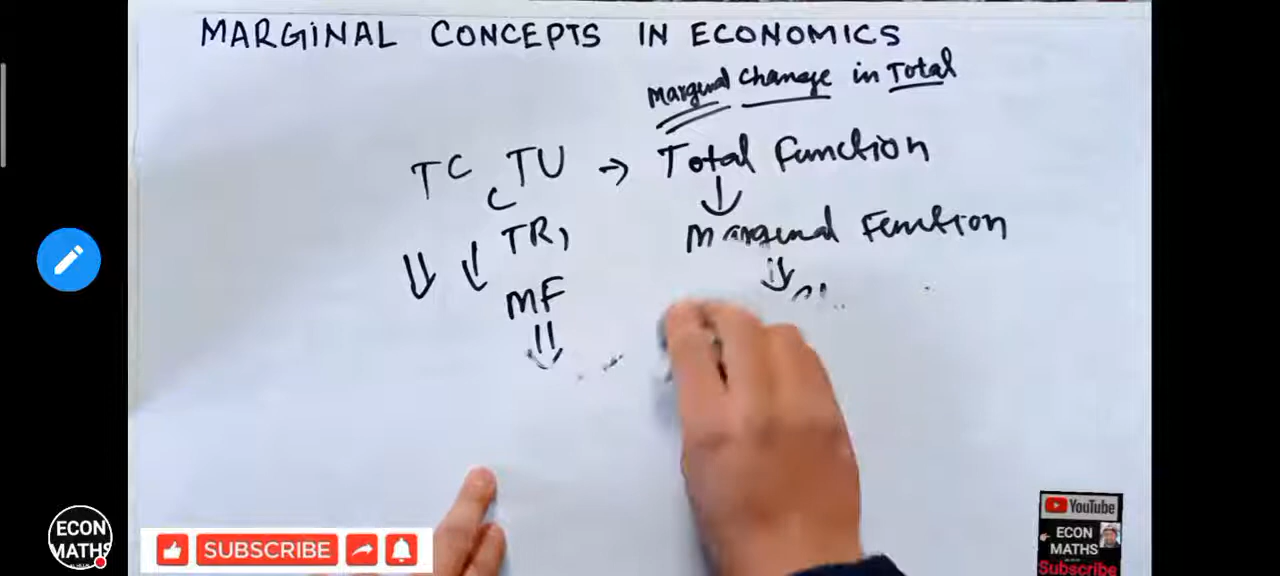 MARGINAL CONCEPTS IN ECONOMICS
Marginal Change in Total
TC, TU → Total Function
TR,
Marginal Function
MF
ECON
MATHS
SUBSCRIBE
YouTube
ECON
MATHS
Subscribe